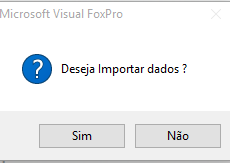 Microsoft Visual FoxPro
Deseja Importar dados ?
Sim
Não